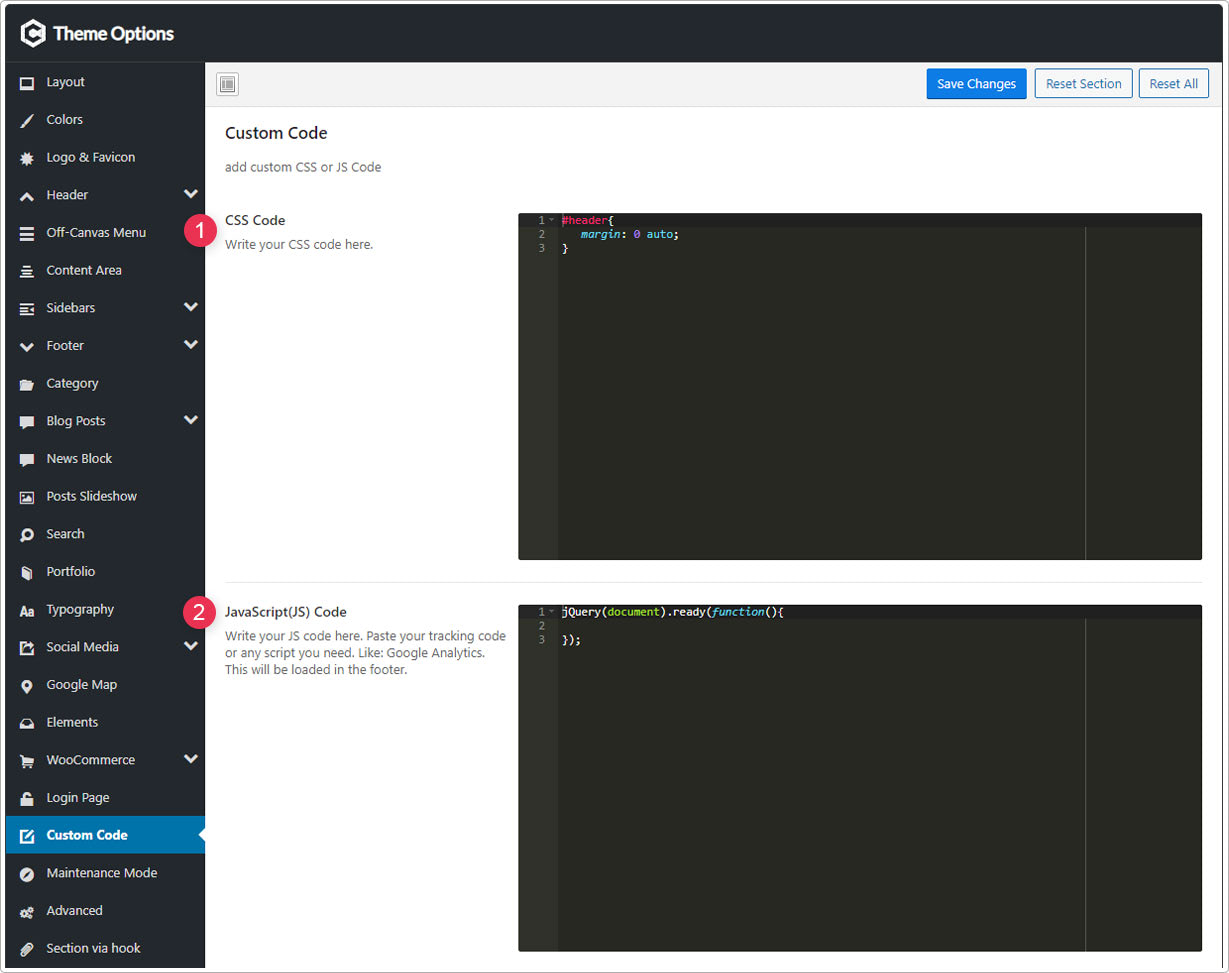 Theme Options
Layout
Colors
Logo & Favicon
Header
Off-Canvas Menu
Content Area
Sidebars
Footer
Category
Blog Posts
News Block
Posts Slideshow
Search
Portfolio
Aa Typography
Social Media
Google Map
Elements
WooCommerce
Login Page
Custom Code
Maintenance Mode
Advanced
Section via hook
Save Changes
Reset Section
Reset All
Custom Code
add custom CSS or JS Code
1
CSS Code
Write your CSS code here.
1 #header{
2 margin: 0 auto;
3 }
2
JavaScript(JS) Code
Write your JS code here. Paste your tracking code
or any script you need. Like: Google Analytics.
This will be loaded in the footer.
1 jQuery(document).ready(function(){
2
3 });